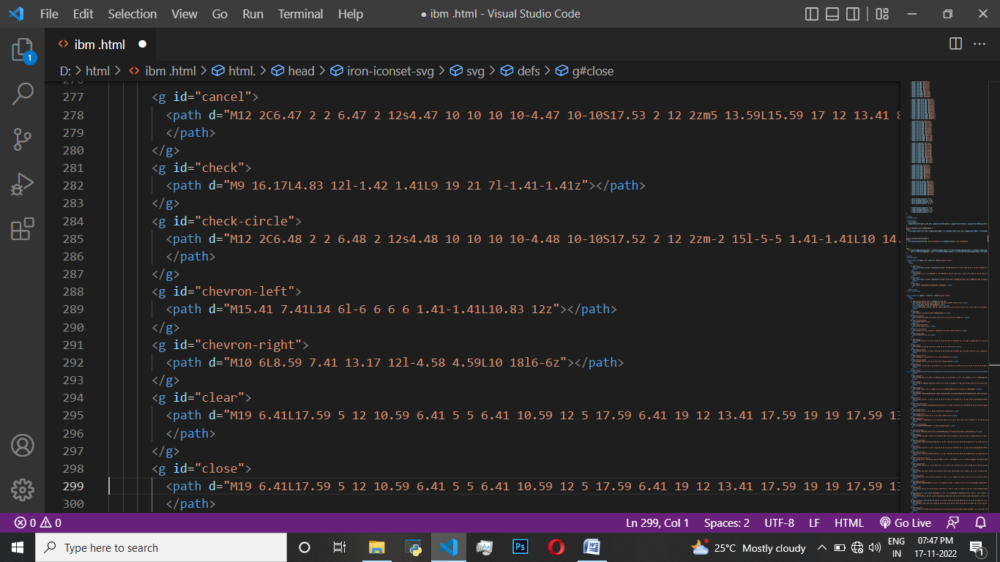 File Edit Selection View Go Run Terminal Help ● ibm .html - Visual Studio Code
1 <> ibm .html ●
D: > html > <> ibm .html > html. > head > iron-iconset-svg > svg > defs > g#close
277 <g id="cancel">
278 <path d="M12 2C6.47 2 2 6.47 2 12s4.47 10 10 10 10-4.47 10-10S17.53 2 12 2zm5 13.59L15.59 17 12 13.41 8
279 </path>
280 </g>
281 <g id="check">
282 <path d="M9 16.17L4.83 12l-1.42 1.41L9 19 21 7l-1.41-1.41z"></path>
283 </g>
284 <g id="check-circle">
285 <path d="M12 2C6.48 2 2 6.48 2 12s4.48 10 10 10 10-4.48 10-10S17.52 2 12 2zm-2 15l-5-5 1.41-1.41L10 14.
286 </path>
287 </g>
288 <g id="chevron-left">
289 <path d="M15.41 7.41L14 6l-6 6 6 6 1.41-1.41L10.83 12z"></path>
290 </g>
291 <g id="chevron-right">
292 <path d="M10 6L8.59 7.41 13.17 12l-4.58 4.59L10 18l6-6z"></path>
293 </g>
294 <g id="clear">
295 <path d="M19 6.41L17.59 5 12 10.59 6.41 5 5 6.41 10.59 12 5 17.59 6.41 19 12 13.41 17.59 19 19 17.59 13
296 </path>
297 </g>
298 <g id="close">
299 <path d="M19 6.41L17.59 5 12 10.59 6.41 5 5 6.41 10.59 12 5 17.59 6.41 19 12 13.41 17.59 19 19 17.59 13
300 </path>
0 0 Ln 299, Col 1 Spaces: 2 UTF-8 LF HTML Go Live
Type here to search Ps W 25°C Mostly cloudy ENG 07:47 PM
IN 17-11-2022 1